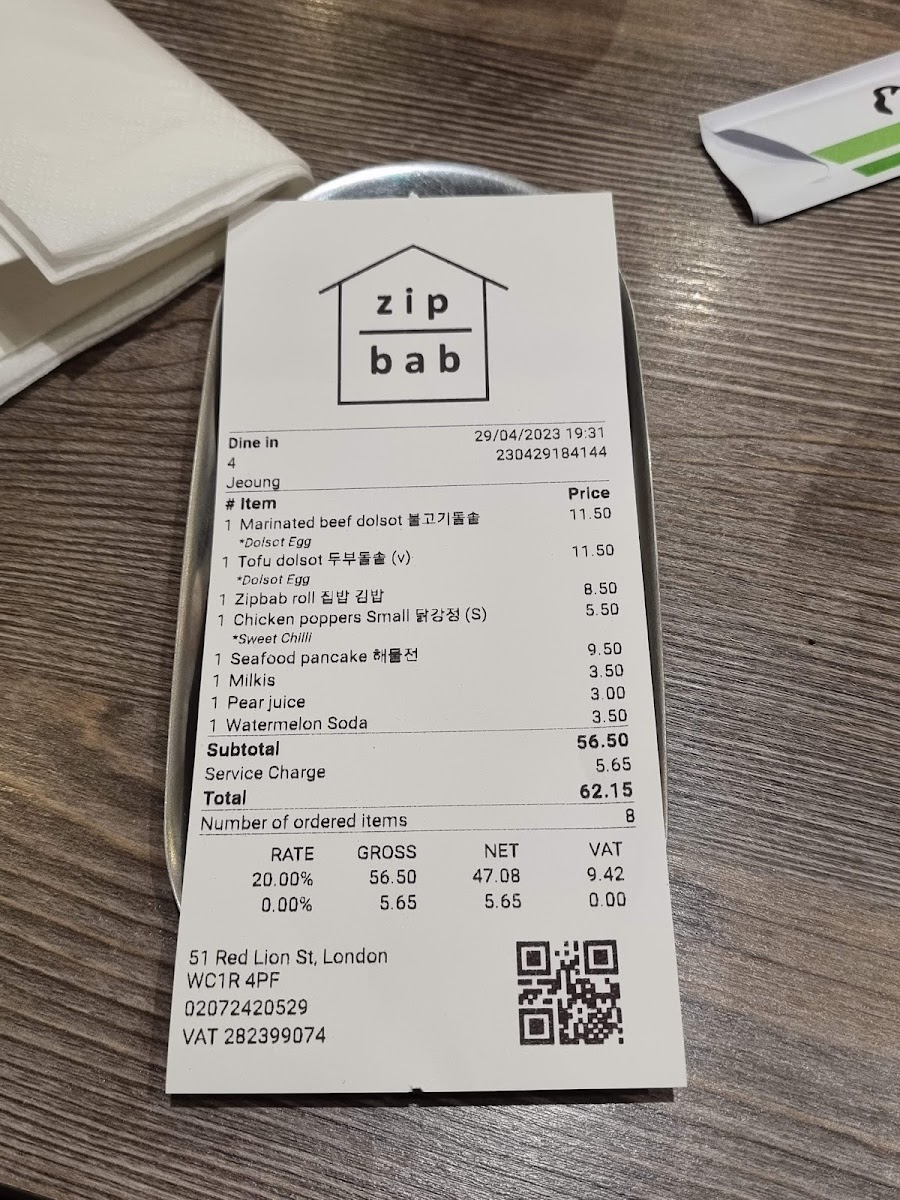 zip
bab
Dine in 29/04/2023 19:31
4 230429184144
Jeoung
# Item Price
1 Marinated beef dolsot 불고기돌솥 11.50
*Dolsot Egg
1 Tofu dolsot 두부돌솥 (v) 11.50
*Dolsot Egg
1 Zipbab roll 집밥 김밥 8.50
1 Chicken poppers Small 닭강정 (S) 5.50
*Sweet Chilli
1 Seafood pancake 해물전 9.50
1 Milkis 3.50
1 Pear juice 3.00
1 Watermelon Soda 3.50
Subtotal 56.50
Service Charge 5.65
Total 62.15
Number of ordered items 8
RATE GROSS NET VAT
20.00% 56.50 47.08 9.42
0.00% 5.65 5.65 0.00
51 Red Lion St, London
WC1R 4PF
02072420529
VAT 282399074